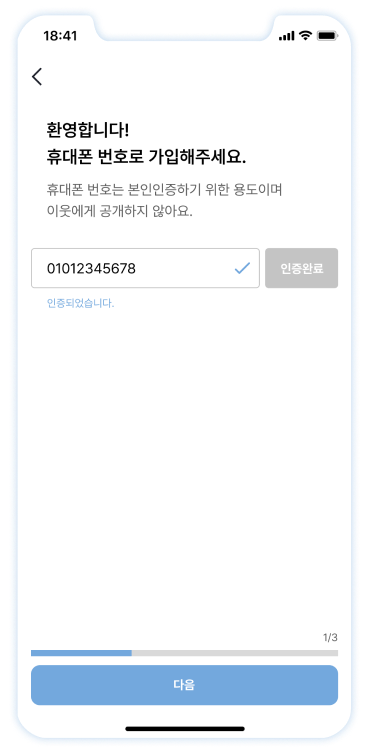 18:41
환영합니다!
휴대폰 번호로 가입해주세요.
휴대폰 번호는 본인인증하기 위한 용도이며
이웃에게 공개하지 않아요.
01012345678 인증완료
인증되었습니다.
1/3
다음